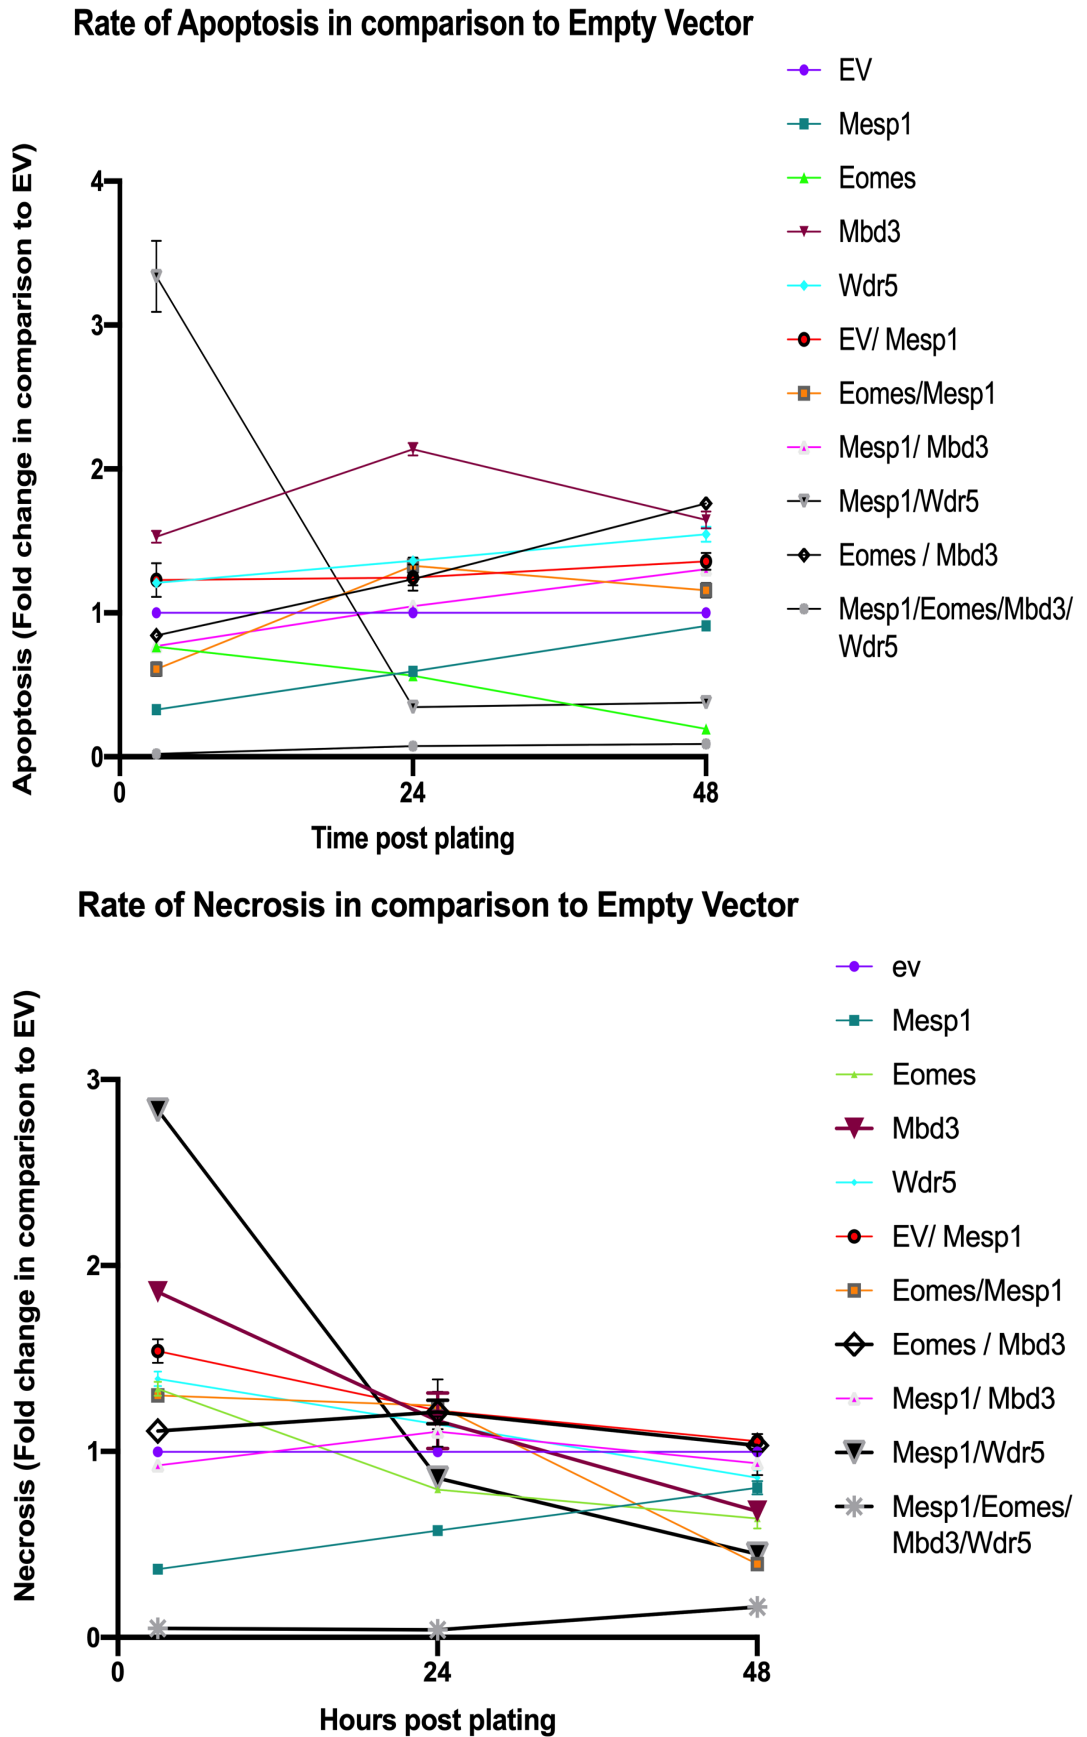 Rate of Apoptosis in comparison to Empty Vector
EV
Mesp1
Eomes
Mbd3
Wdr5
EV/ Mesp1
Eomes/Mesp1
Mesp1/ Mbd3
Mesp1/Wdr5
Eomes / Mbd3
Mesp1/Eomes/Mbd3/
Wdr5
Apoptosis (Fold change in comparison to EV)
4
3
2
1
0
0
24
48
Time post plating
Rate of Necrosis in comparison to Empty Vector
ev
Mesp1
Eomes
Mbd3
Wdr5
EV/ Mesp1
Eomes/Mesp1
Eomes / Mbd3
Mesp1/ Mbd3
Mesp1/Wdr5
Mesp1/Eomes/
Mbd3/Wdr5
Necrosis (Fold change in comparison to EV)
3
2
1
0
0
24
48
Hours post plating